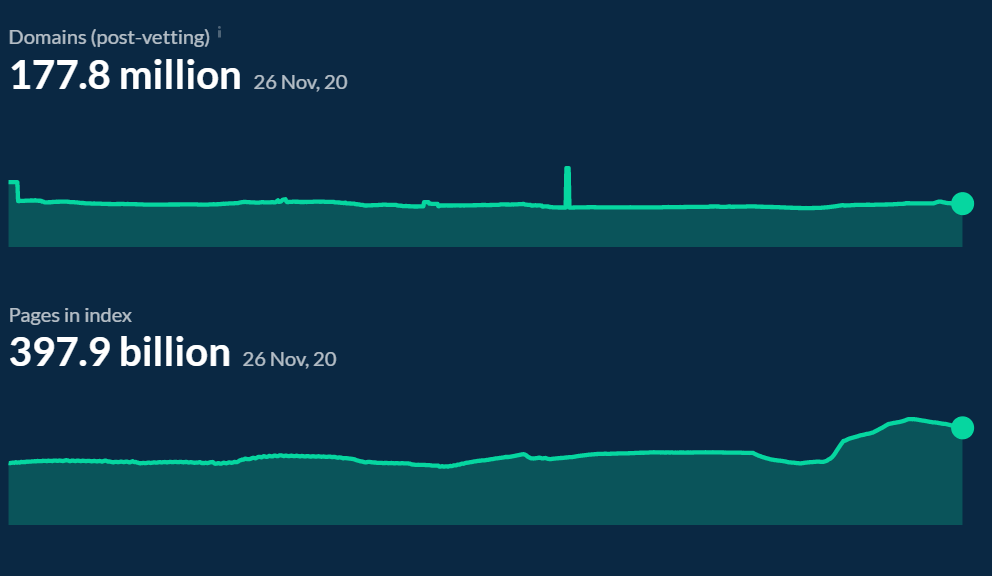 Domains (post-vetting) i
177.8 million 26 Nov, 20
Pages in index
397.9 billion 26 Nov, 20